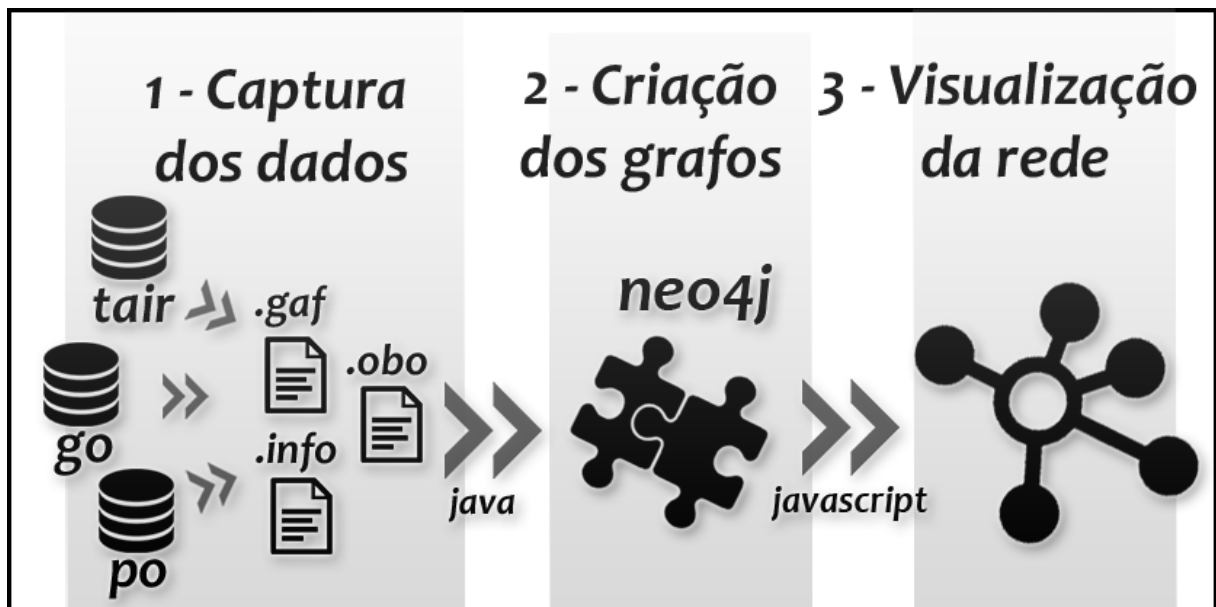 1 - Captura
dos dados
2 - Criação
dos grafos
3 - Visualização
da rede
tair
.gaf
.obo
go
.info
po
java
neo4j
javascript